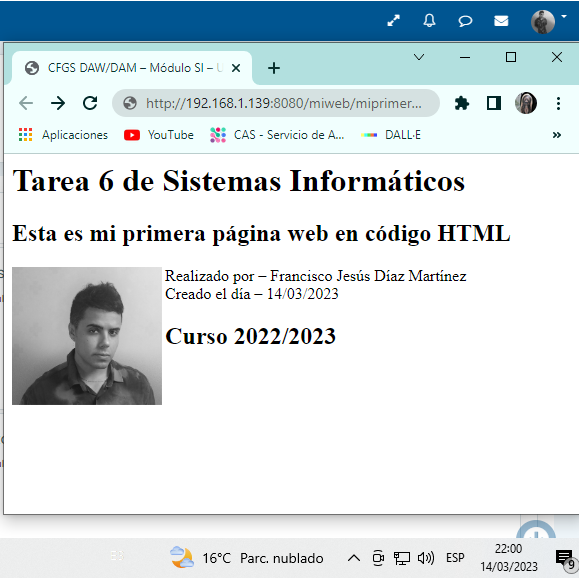 CFGS DAW/DAM – Módulo SI – U
http://192.168.1.139:8080/miweb/miprimer...
Aplicaciones YouTube CAS - Servicio de A... DALL·E »
Tarea 6 de Sistemas Informáticos
Esta es mi primera página web en código HTML
Realizado por – Francisco Jesús Díaz Martínez
Creado el día – 14/03/2023
Curso 2022/2023
16°C Parc. nublado ESP 22:00
14/03/2023
9